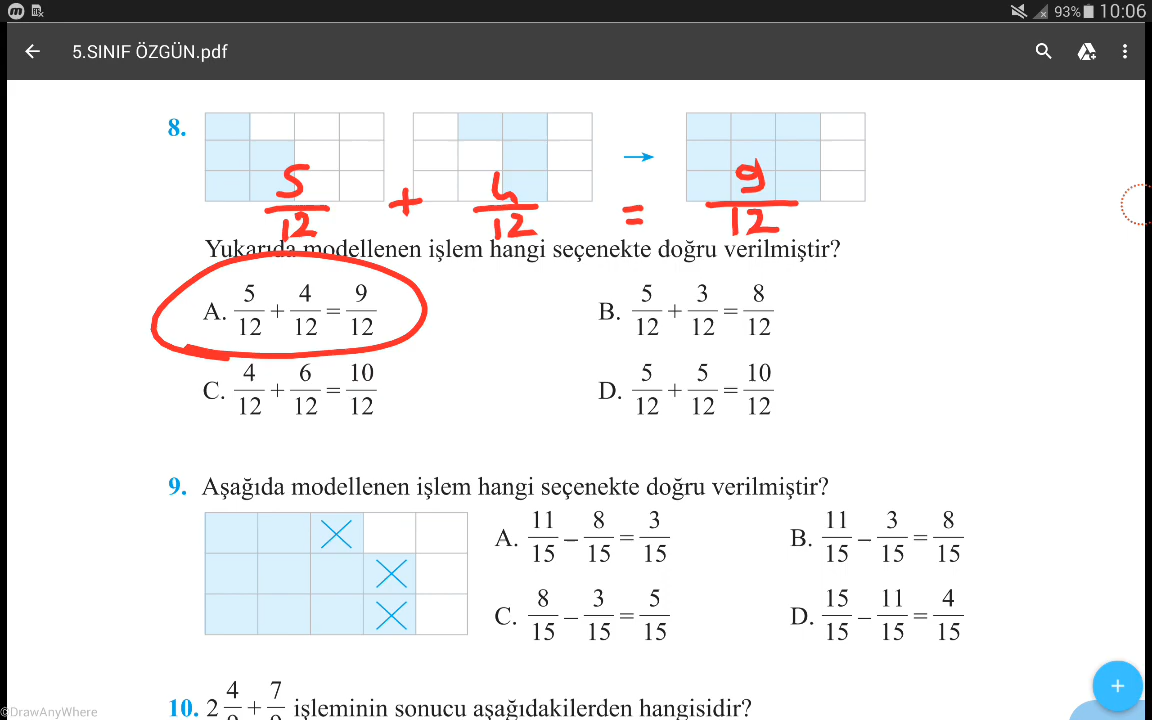 93% 10:06
5.SINIF ÖZGÜN.pdf
8.
5/12 + 4/12 = 9/12
Yukarıda modellenen işlem hangi seçenekte doğru verilmiştir?
A. 5/12 + 4/12 = 9/12 B. 5/12 + 3/12 = 8/12
C. 4/12 + 6/12 = 10/12 D. 5/12 + 5/12 = 10/12
9. Aşağıda modellenen işlem hangi seçenekte doğru verilmiştir?
A. 11/15 – 8/15 = 3/15 B. 11/15 – 3/15 = 8/15
C. 8/15 – 3/15 = 5/15 D. 15/15 – 11/15 = 4/15
10. 2 4/9 + 7/9 işleminin sonucu aşağıdakilerden hangisidir?
©DrawAnyWhere